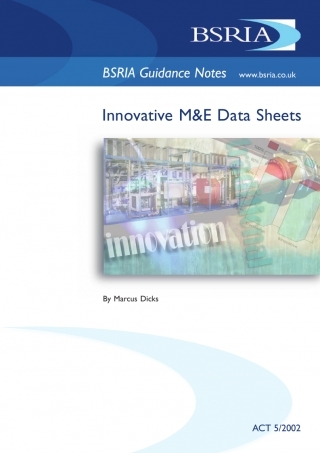 BSRIA
BSRIA Guidance Notes www.bsria.co.uk
Innovative M&E Data Sheets
innovation
By Marcus Dicks
ACT 5/2002